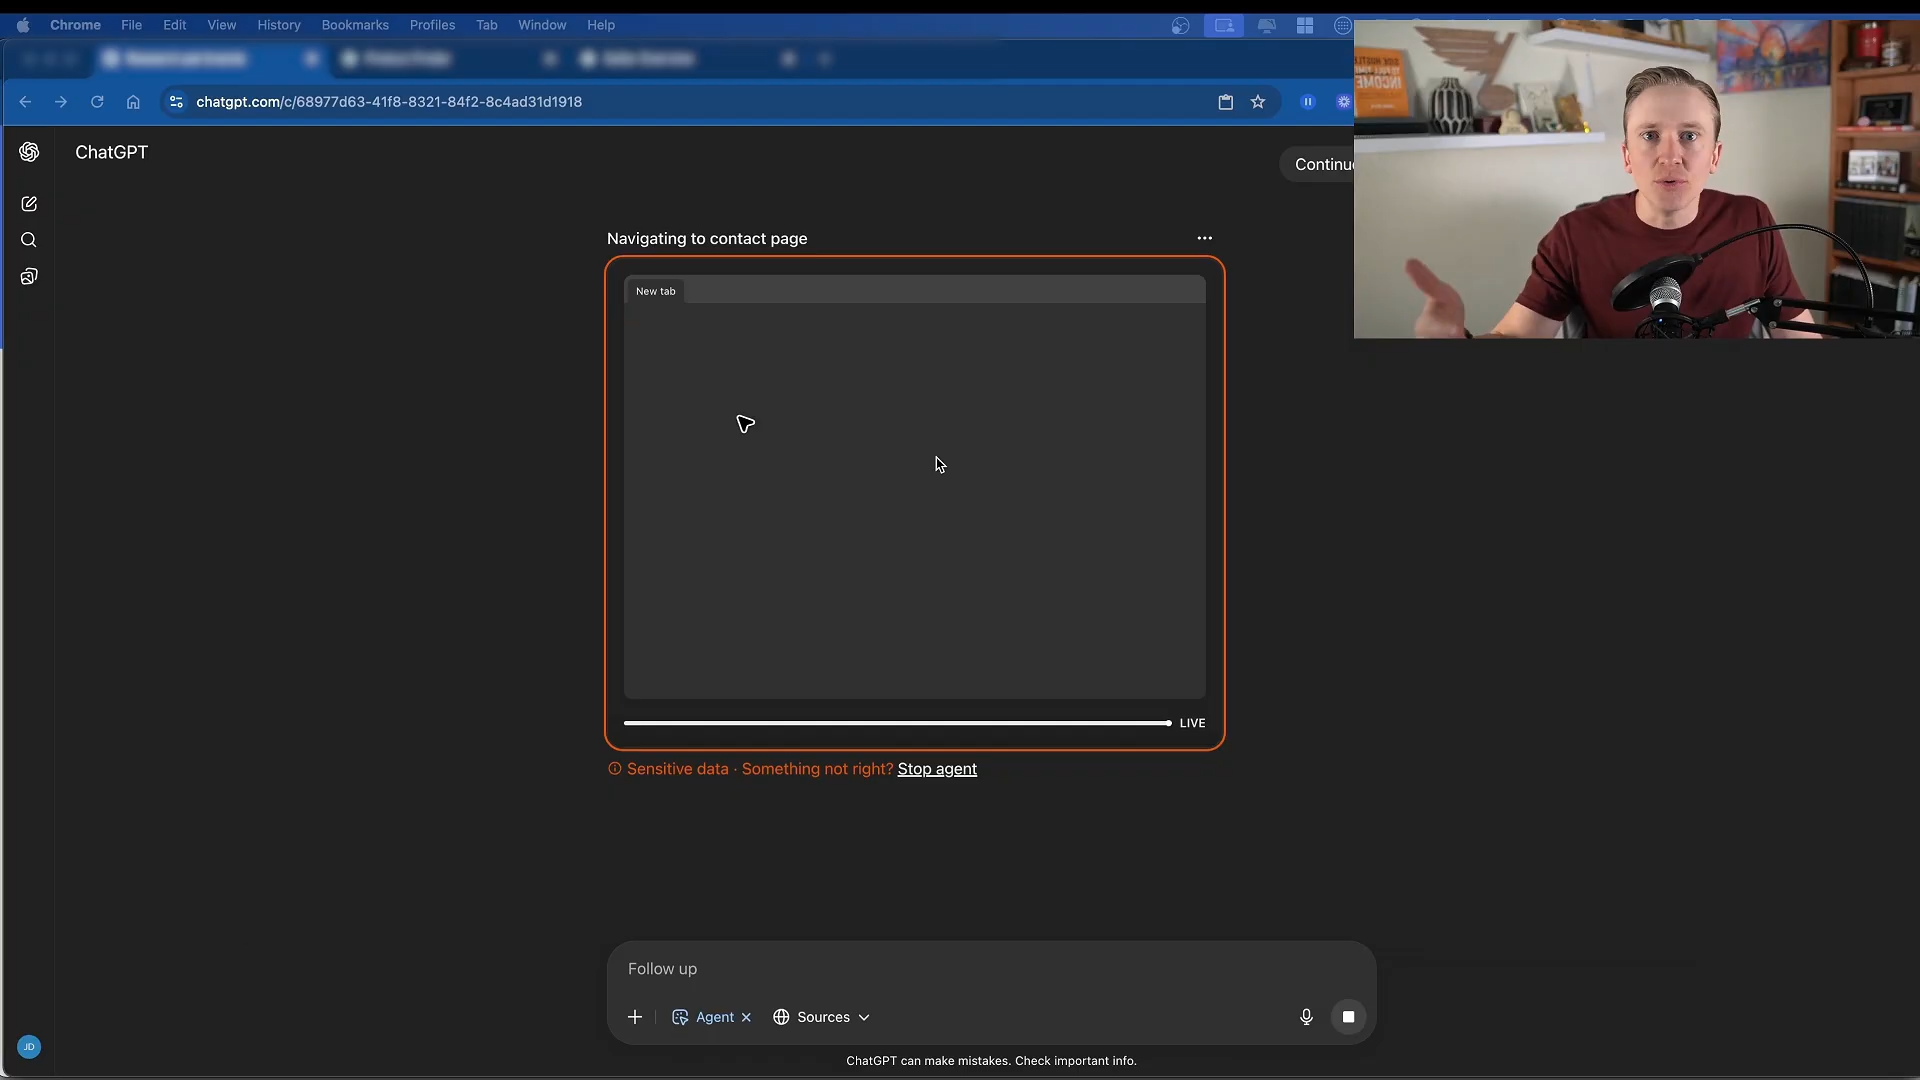 Chrome File Edit View History Bookmarks Profiles Tab Window Help
chatgpt.com/c/68977d63-41f8-8321-84f2-8c4ad31d1918
ChatGPT
Continue
Navigating to contact page
New tab
LIVE
Sensitive data · Something not right? Stop agent
Follow up
Agent Sources
JD
ChatGPT can make mistakes. Check important info.